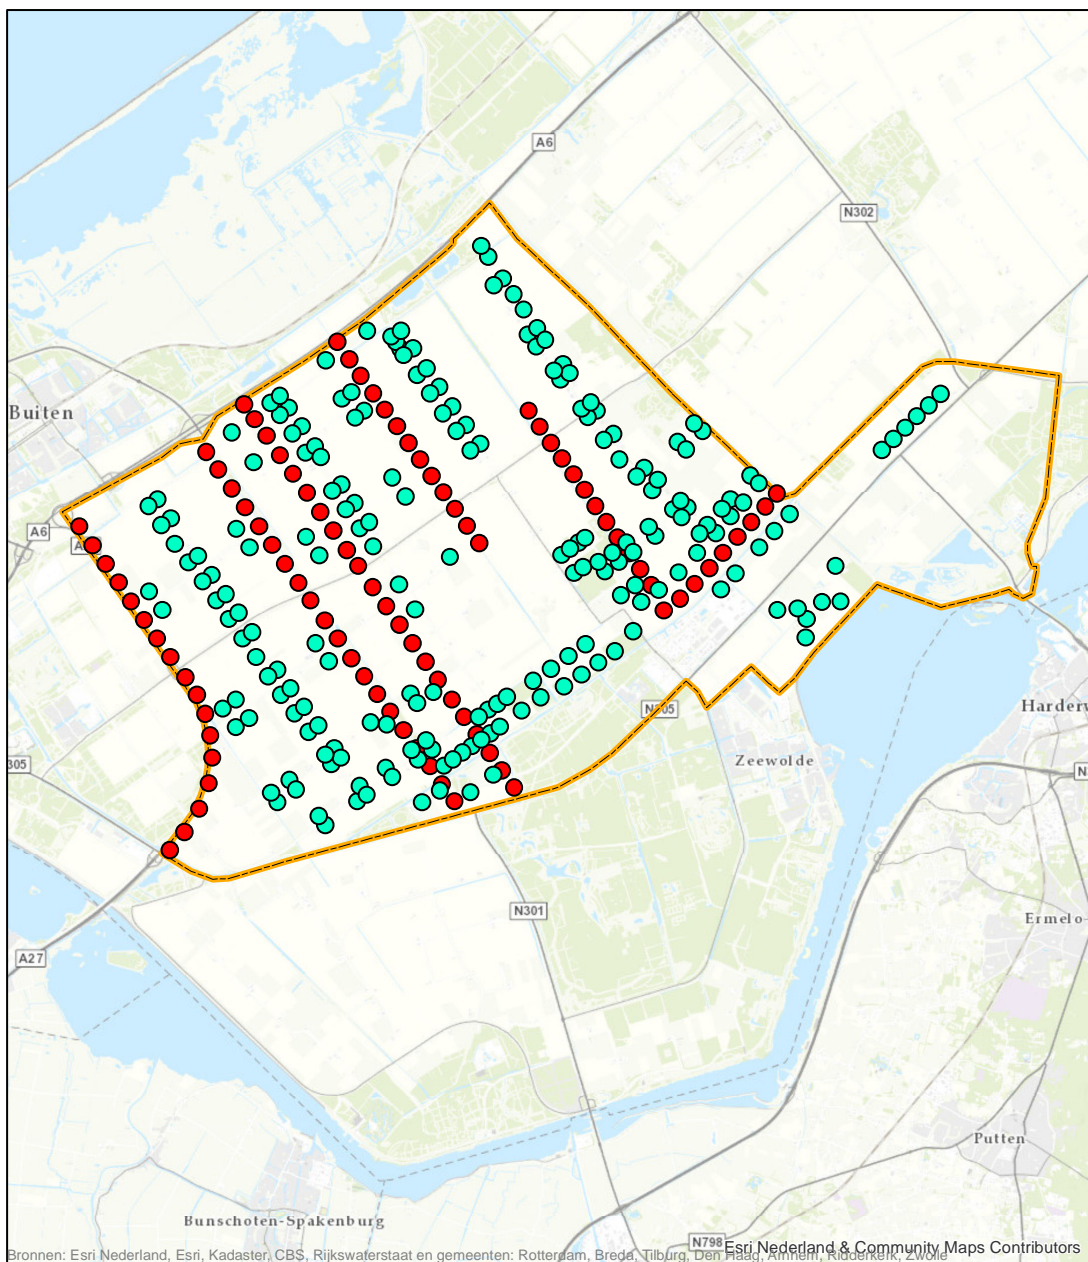 A6
N302
Buiten
A6
N305
Harderw
305
Zeewolde
N
N301
Ermelo
A27
Putten
Bunschoten-Spakenburg
N798
Esri Nederland & Community Maps Contributors
Bronnen: Esri Nederland, Esri, Kadaster, CBS, Rijkswaterstaat en gemeenten: Rotterdam, Breda, Tilburg, Den Haag, Arnhem, Ridderkerk, Zwolle